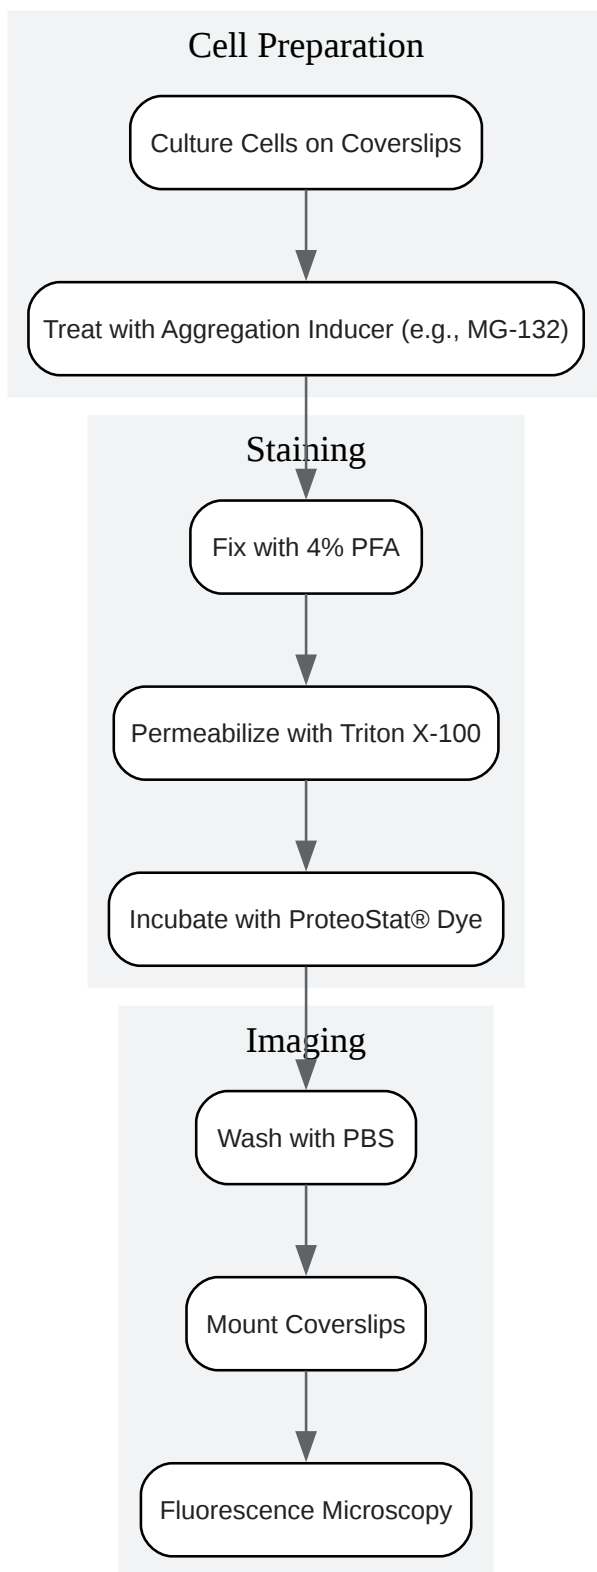 Cell Preparation
Culture Cells on Coverslips
Treat with Aggregation Inducer (e.g., MG-132)
Staining
Fix with 4% PFA
Permeabilize with Triton X-100
Incubate with ProteoStat® Dye
Imaging
Wash with PBS
Mount Coverslips
Fluorescence Microscopy